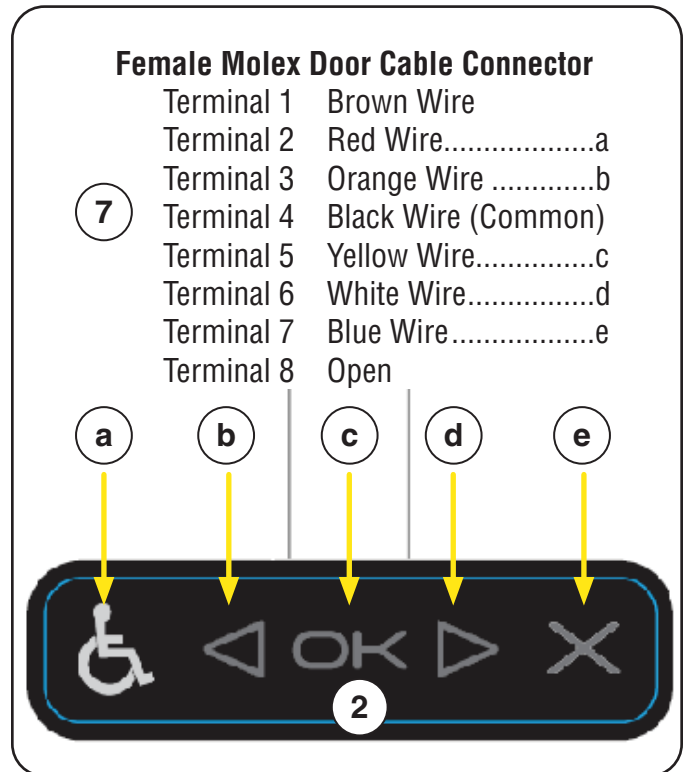 Female Molex Door Cable Connector
Terminal 1 Brown Wire
Terminal 2 Red Wire...................a
Terminal 3 Orange Wire .............b
7 Terminal 4 Black Wire (Common)
Terminal 5 Yellow Wire...............c
Terminal 6 White Wire................d
Terminal 7 Blue Wire..................e
Terminal 8 Open
a b c d e
OK
2